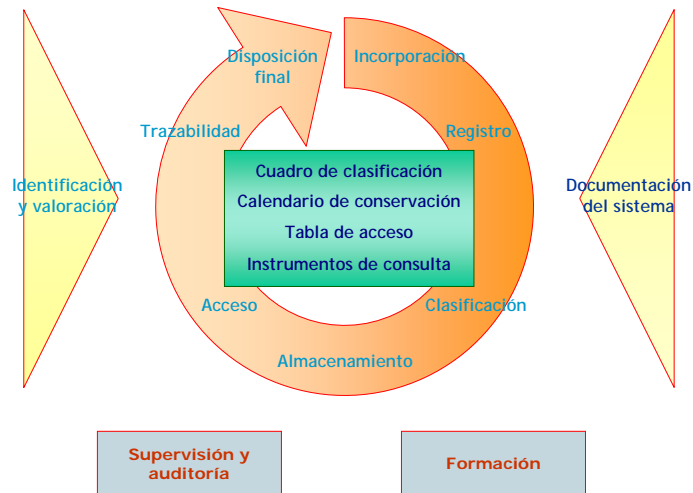 Disposición
final
Incorporación
Trazabilidad
Registro
Identificación
y valoración
Cuadro de clasificación
Calendario de conservación
Tabla de acceso
Instrumentos de consulta
Documentación
del sistema
Acceso
Clasificación
Almacenamiento
Supervisión y
auditoría
Formación